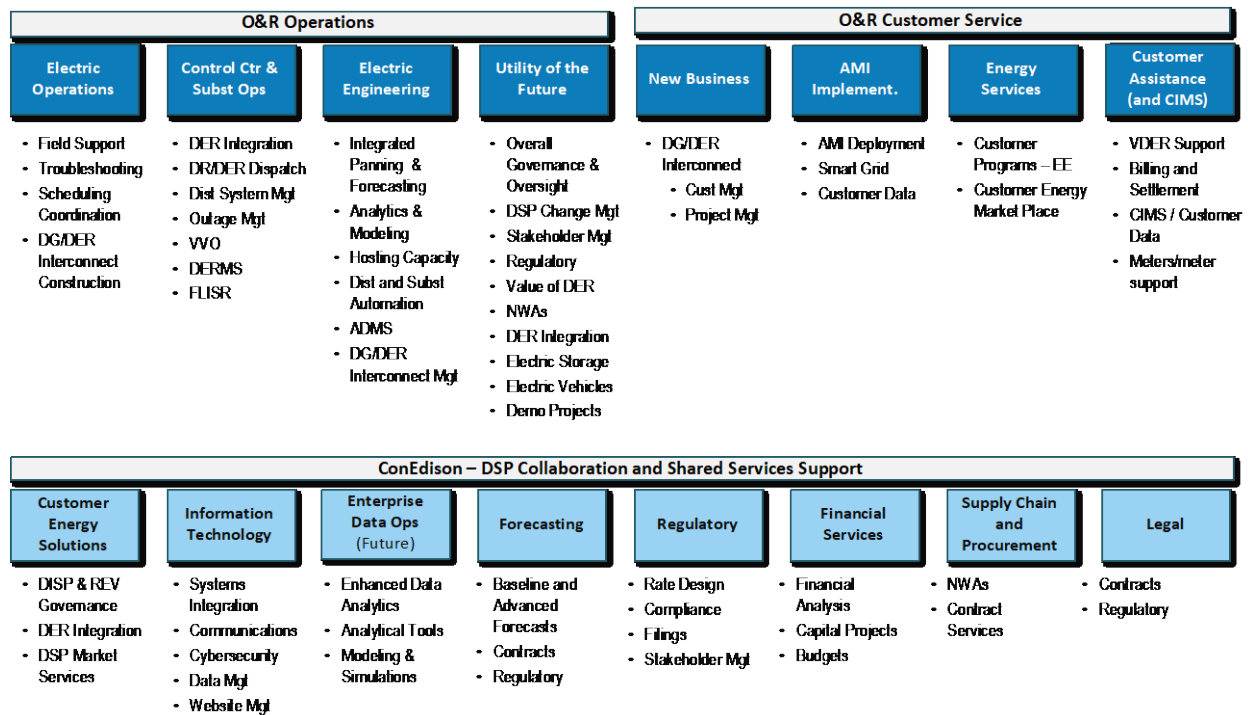 O&R Operations
Electric
Operations
• Field Support
• Troubleshooting
• Scheduling
Coordination
• DG/DER
Interconnect
Construction
Control Ctr &
Subst Ops
• DER Integration
• DR/DER Dispatch
• Dist System Mgt
• Outage Mgt
• VVO
• DERMS
• FLISR
Electric
Engineering
• Integrated
Panning &
Forecasting
• Analytics &
Modeling
• Hosting Capacity
• Dist and Subst
Automation
• ADMS
• DG/DER
Interconnect Mgt
Utility of the
Future
• Overall
Governance &
Oversight
• DSP Change Mgt
• Stakeholder Mgt
• Regulatory
• Value of DER
• NWAs
• DER Integration
• Electric Storage
• Electric Vehicles
• Demo Projects
O&R Customer Service
New Business
• DG/DER
Interconnect
• Cust Mgt
• Project Mgt
AMI
Implement.
• AMI Deployment
• Smart Grid
• Customer Data
Energy
Services
• Customer
Programs – EE
• Customer Energy
Market Place
Customer
Assistance
(and CIMS)
• VDER Support
• Billing and
Settlement
• CIMS / Customer
Data
• Meters/meter
support
ConEdison – DSP Collaboration and Shared Services Support
Customer
Energy
Solutions
• DISP & REV
Governance
• DER Integration
• DSP Market
Services
Information
Technology
• Systems
Integration
• Communications
• Cybersecurity
• Data Mgt
• Website Mgt
Enterprise
Data Ops
(Future)
• Enhanced Data
Analytics
• Analytical Tools
• Modeling &
Simulations
Forecasting
• Baseline and
Advanced
Forecasts
• Contracts
• Regulatory
Regulatory
• Rate Design
• Compliance
• Filings
• Stakeholder Mgt
Financial
Services
• Financial
Analysis
• Capital Projects
• Budgets
Supply Chain
and
Procurement
• NWAs
• Contract
Services
Legal
• Contracts
• Regulatory